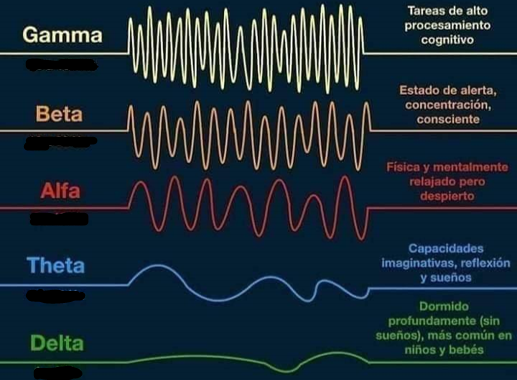 Gamma
Tareas de alto
procesamiento
cognitivo
Beta
Estado de alerta,
concentración,
consciente
Alfa
Física y mentalmente
relajado pero
despierto
Theta
Capacidades
imaginativas, reflexión
y sueños
Delta
Dormido
profundamente (sin
sueños), más común en
niños y bebés